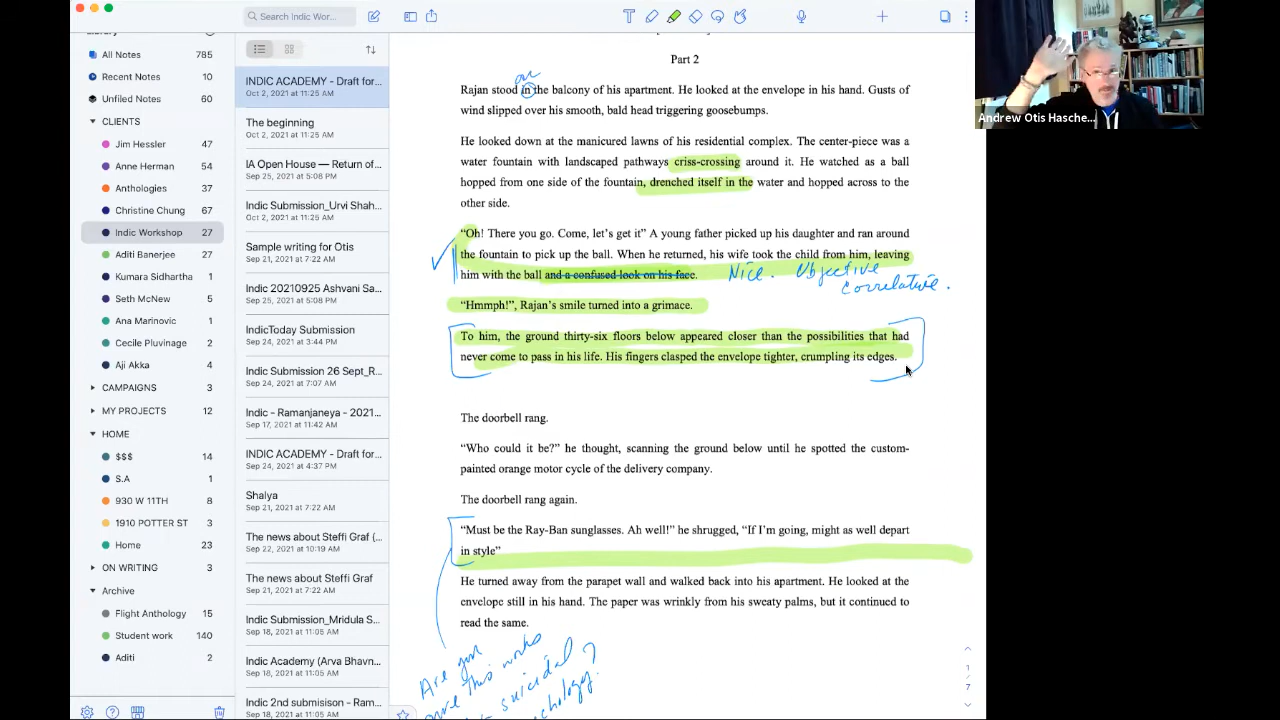 Search Indic Wor...
All Notes 785
Recent Notes 10
Unfiled Notes 60
CLIENTS
Jim Hessler 47
Anne Herman 54
Anthologies 37
Christine Chung 67
Indic Workshop 27
Aditi Banerjee 27
Kumara Sidhartha 1
Seth McNew 5
Ana Marinovic 1
Cecile Pluvinage 2
Aji Akka 4
CAMPAIGNS 3
MY PROJECTS 12
HOME
$$$ 14
S.A 1
930 W 11TH 8
1910 POTTER ST 3
Home 23
ON WRITING 3
Archive
Flight Anthology 15
Student work 140
Aditi 2
INDIC ACADEMY - Draft for...
Oct 2, 2021 at 11:25 AM
The beginning
Oct 2, 2021 at 11:25 AM
IA Open House — Return of...
Sep 25, 2021 at 5:08 PM
Indic Submission_Urvi Shah...
Oct 2, 2021 at 11:25 AM
Sample writing for Otis
Sep 25, 2021 at 7:22 AM
Indic 20210925 Ashvani Sa...
Sep 24, 2021 at 3:17 PM
IndicToday Submission
Sep 24, 2021 at 3:44 PM
Indic Submission 26 Sept_R...
Sep 24, 2021 at 7:07 AM
Indic - Ramanjaneya - 2021...
Sep 17, 2021 at 11:42 AM
INDIC ACADEMY - Draft for...
Sep 24, 2021 at 4:37 PM
Shalya
Sep 21, 2021 at 7:22 AM
The news about Steffi Graf (...
Sep 22, 2021 at 10:19 AM
The news about Steffi Graf
Sep 21, 2021 at 7:22 AM
Indic Submission_Mridula S...
Sep 18, 2021 at 11:05 AM
Indic Academy (Arva Bhavn...
Sep 18, 2021 at 11:05 AM
Indic 2nd submisison - Ram...
Sep 18, 2021 at 11:05 AM
Part 2
on
Rajan stood in the balcony of his apartment. He looked at the envelope in his hand. Gusts of
wind slipped over his smooth, bald head triggering goosebumps.
He looked down at the manicured lawns of his residential complex. The center-piece was a
water fountain with landscaped pathways criss-crossing around it. He watched as a ball
hopped from one side of the fountain, drenched itself in the water and hopped across to the
other side.
“Oh! There you go. Come, let’s get it” A young father picked up his daughter and ran around
the fountain to pick up the ball. When he returned, his wife took the child from him, leaving
him with the ball and a confused look on his face.
Nice. Objective
correlative.
“Hmmph!”, Rajan’s smile turned into a grimace.
To him, the ground thirty-six floors below appeared closer than the possibilities that had
never come to pass in his life. His fingers clasped the envelope tighter, crumpling its edges.
The doorbell rang.
“Who could it be?” he thought, scanning the ground below until he spotted the custom-
painted orange motor cycle of the delivery company.
The doorbell rang again.
“Must be the Ray-Ban sunglasses. Ah well!” he shrugged, “If I’m going, might as well depart
in style”
He turned away from the parapet wall and walked back into his apartment. He looked at the
envelope still in his hand. The paper was wrinkly from his sweaty palms, but it continued to
read the same.
Are you
sure this works
suicidal
psychology?
1
/
7
Andrew Otis Hasche...